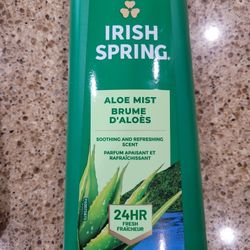 IRISH
SPRING
ALOE MIST
BRUME
D'ALOÈS
SOOTHING AND REFRESHING
SCENT
PARFUM APAISANT ET
RAFRAÎCHISSANT
24HR
FRESH
FRAÎCHEUR